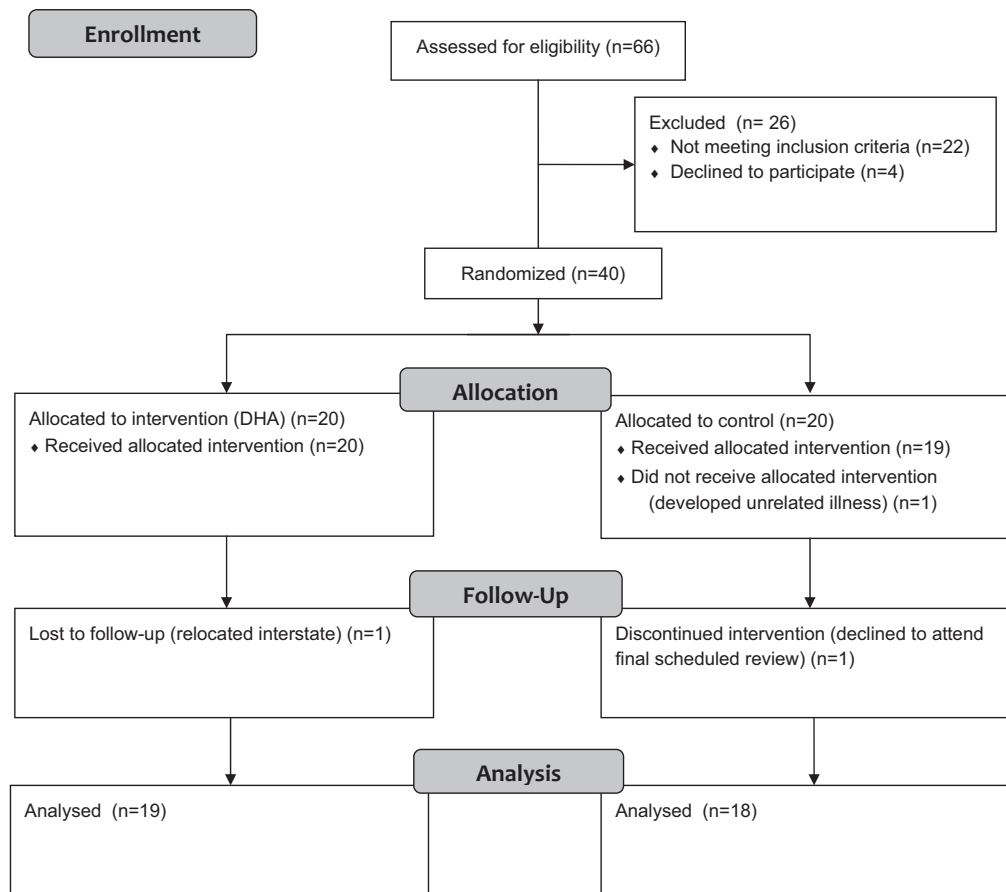 Enrollment
Assessed for eligibility (n=66)
Excluded (n= 26)
♦ Not meeting inclusion criteria (n=22)
♦ Declined to participate (n=4)
Randomized (n=40)
Allocation
Allocated to intervention (DHA) (n=20)
♦ Received allocated intervention (n=20)
Allocated to control (n=20)
♦ Received allocated intervention (n=19)
♦ Did not receive allocated intervention
(developed unrelated illness) (n=1)
Follow-Up
Lost to follow-up (relocated interstate) (n=1)
Discontinued intervention (declined to attend
final scheduled review) (n=1)
Analysis
Analysed (n=19)
Analysed (n=18)